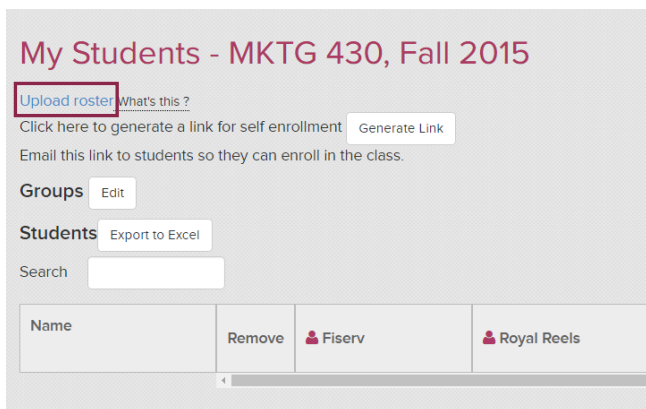 My Students - MKTG 430, Fall 2015
Upload roster What's this ?
Click here to generate a link for self enrollment Generate Link
Email this link to students so they can enroll in the class.
Groups Edit
Students Export to Excel
Search
Name Remove Fiserv Royal Reels